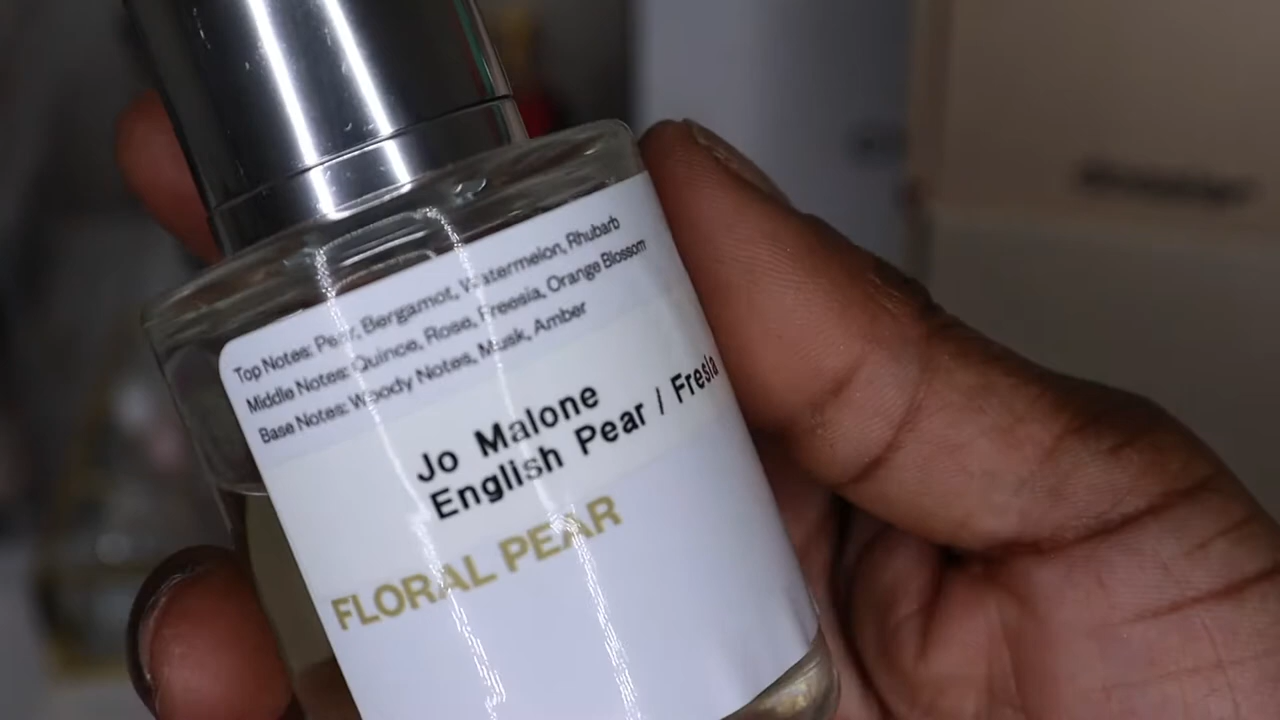 Top Notes: Pear, Bergamot, Watermelon, Rhubarb
Middle Notes: Quince, Rose, Freesia, Orange Blossom
Base Notes: Woody Notes, Musk, Amber
Jo Malone
English Pear / Fresia
FLORAL PEAR